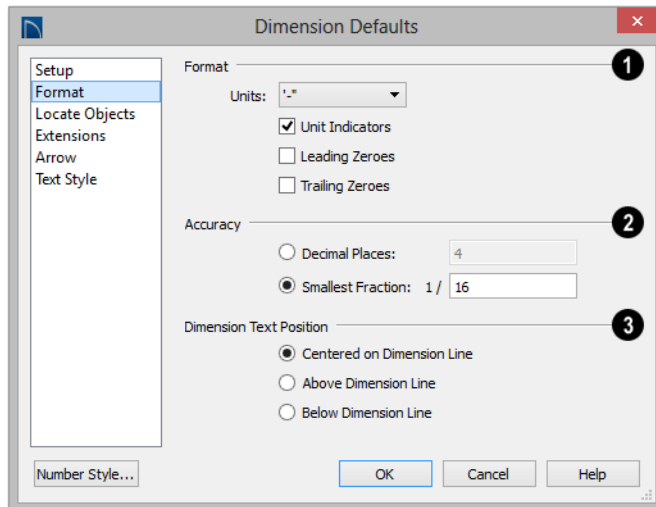 Dimension Defaults
Setup
Format
Locate Objects
Extensions
Arrow
Text Style
Format
1
Units: '-"
Unit Indicators
Leading Zeroes
Trailing Zeroes
Accuracy
2
Decimal Places: 4
Smallest Fraction: 1 / 16
Dimension Text Position
3
Centered on Dimension Line
Above Dimension Line
Below Dimension Line
Number Style... OK Cancel Help